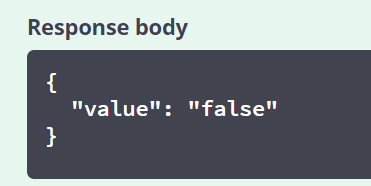 Response body
{
"value": "false"
}